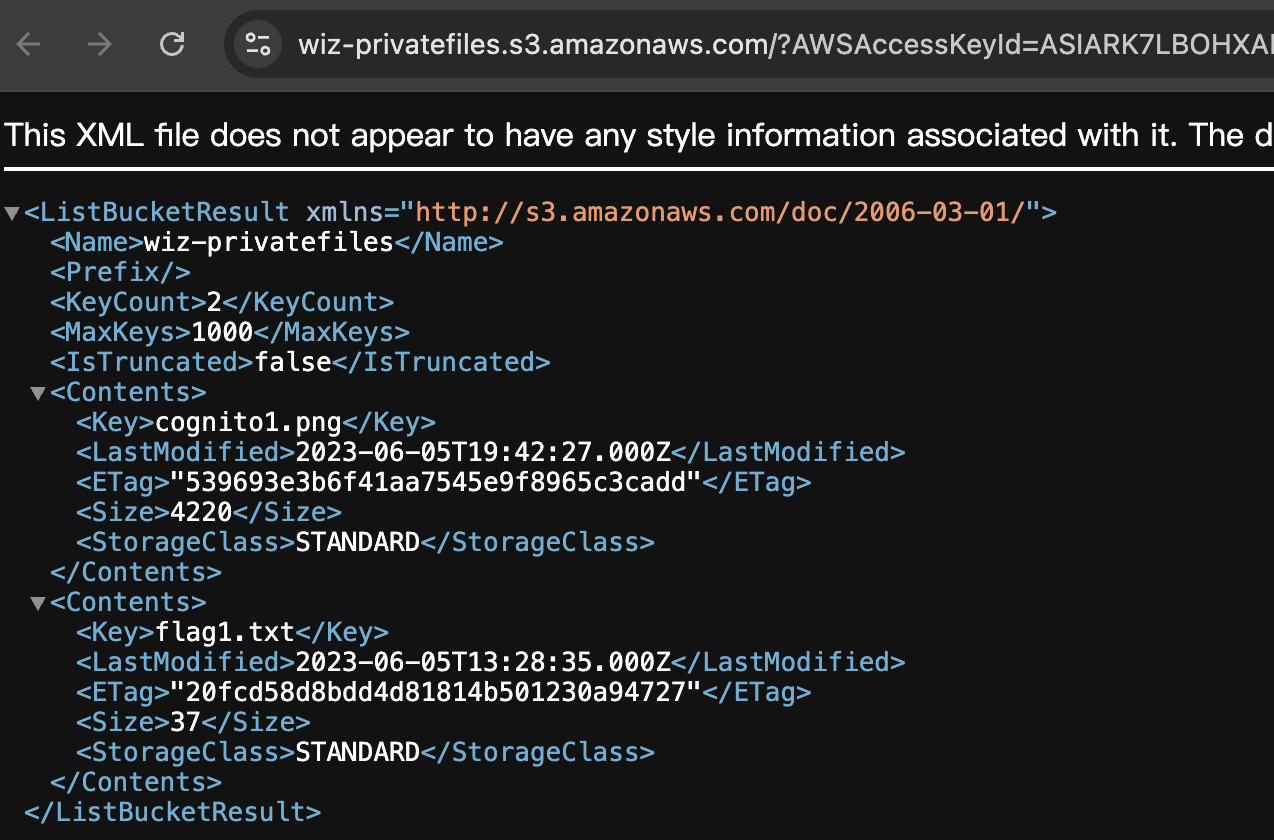 wiz-privatefiles.s3.amazonaws.com/?AWSAccessKeyId=ASIARK7LBOHXA
This XML file does not appear to have any style information associated with it. The d
<ListBucketResult xmlns="http://s3.amazonaws.com/doc/2006-03-01/">
<Name>wiz-privatefiles</Name>
<Prefix/>
<KeyCount>2</KeyCount>
<MaxKeys>1000</MaxKeys>
<IsTruncated>false</IsTruncated>
<Contents>
<Key>cognito1.png</Key>
<LastModified>2023-06-05T19:42:27.000Z</LastModified>
<ETag>"539693e3b6f41aa7545e9f8965c3cadd"</ETag>
<Size>4220</Size>
<StorageClass>STANDARD</StorageClass>
</Contents>
<Contents>
<Key>flag1.txt</Key>
<LastModified>2023-06-05T13:28:35.000Z</LastModified>
<ETag>"20fcd58d8bdd4d81814b501230a94727"</ETag>
<Size>37</Size>
<StorageClass>STANDARD</StorageClass>
</Contents>
</ListBucketResult>